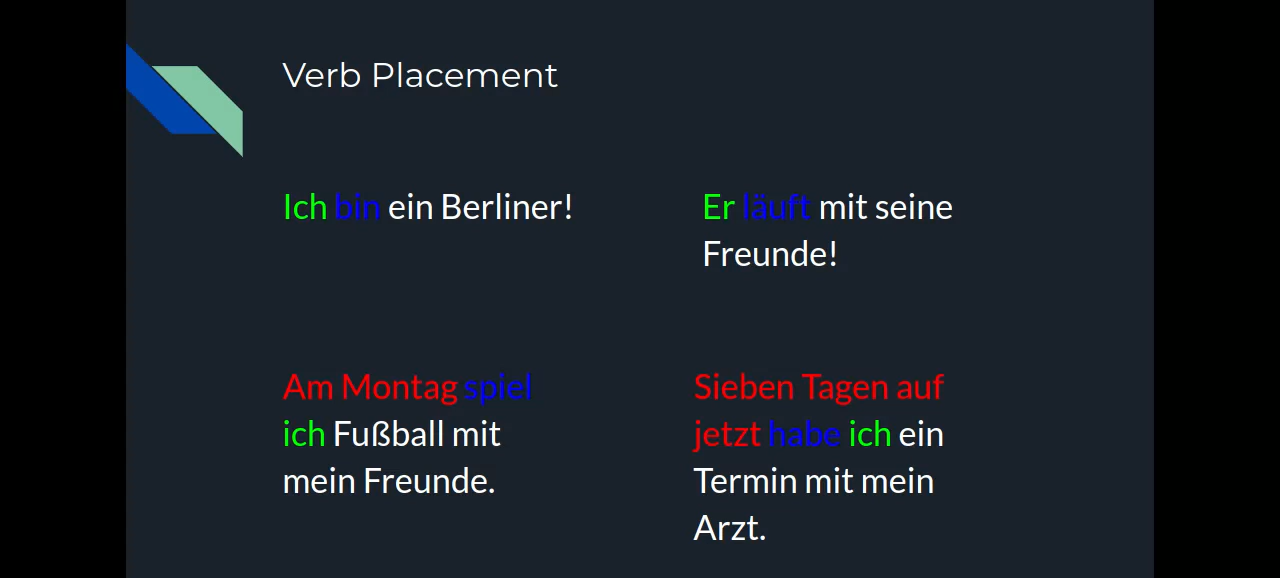 Verb Placement
Ich bin ein Berliner!
Er läuft mit seine
Freunde!
Am Montag spiel
ich Fußball mit
mein Freunde.
Sieben Tagen auf
jetzt habe ich ein
Termin mit mein
Arzt.